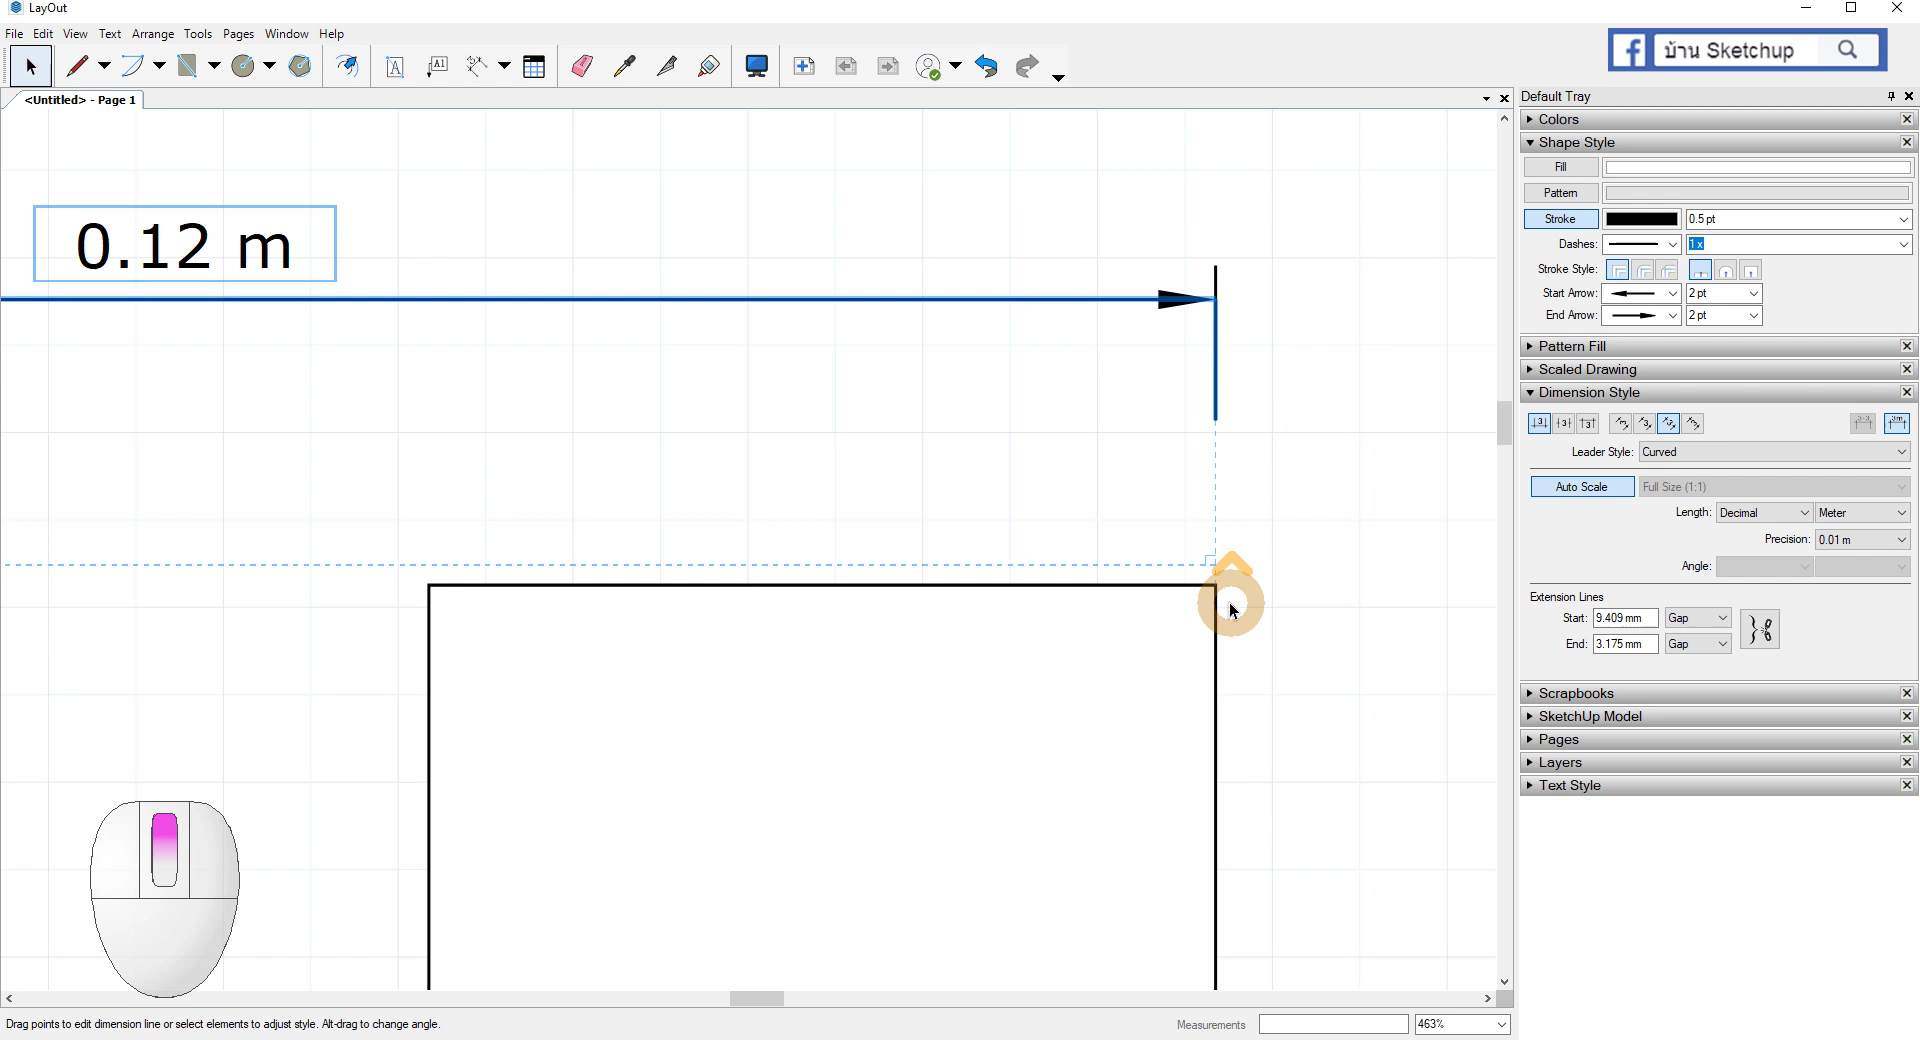 LayOut
File Edit View Text Arrange Tools Pages Window Help
บ้าน Sketchup
<Untitled> - Page 1
0.12 m
Default Tray
Colors
Shape Style
Fill
Pattern
Stroke 0.5 pt
Dashes: 1 x
Stroke Style:
Start Arrow: 2 pt
End Arrow: 2 pt
Pattern Fill
Scaled Drawing
Dimension Style
Leader Style: Curved
Auto Scale Full Size (1:1)
Length: Decimal Meter
Precision: 0.01 m
Angle:
Extension Lines
Start: 9.409 mm Gap
End: 3.175 mm Gap
Scrapbooks
SketchUp Model
Pages
Layers
Text Style
Drag points to edit dimension line or select elements to adjust style. Alt-drag to change angle.
Measurements 463%